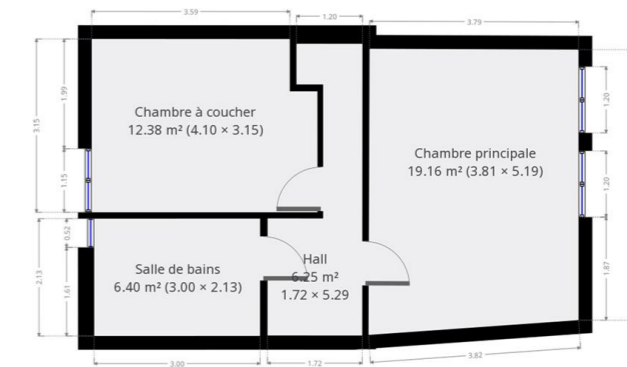 3.50
1.20
3.79
1.99
3.15
1.15
1.20
1.20
Chambre à coucher
12.38 m² (4.10 × 3.15)
Chambre principale
19.16 m² (3.81 × 5.19)
0.52
2.13
1.61
1.87
Salle de bains
6.40 m² (3.00 × 2.13)
Hall
6.25 m²
1.72 × 5.29
3.00
1.72
3.82